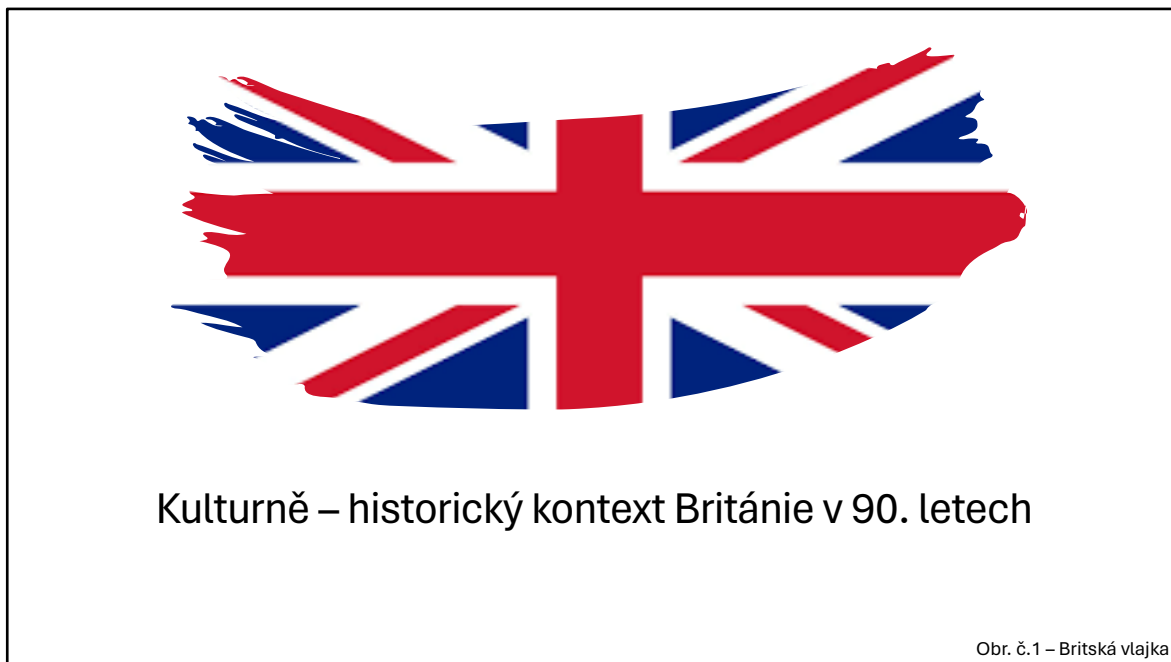 Kulturně – historický kontext Británie v 90. letech
Obr. č.1 – Britská vlajka